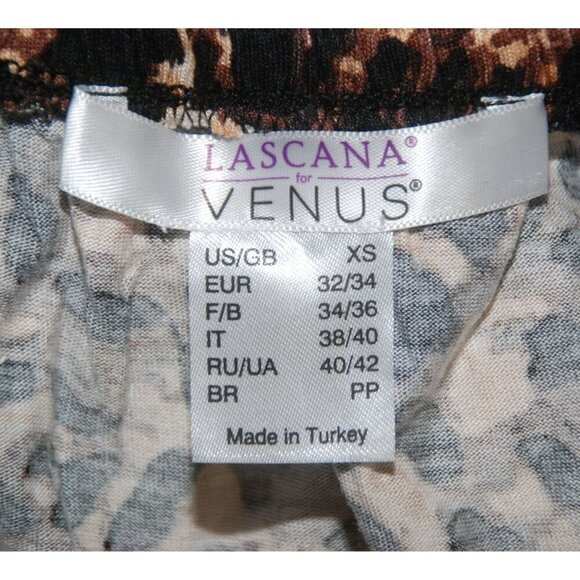 LASCANA®
for
VENUS®
US/GB XS
EUR 32/34
F/B 34/36
IT 38/40
RU/UA 40/42
BR PP
Made in Turkey